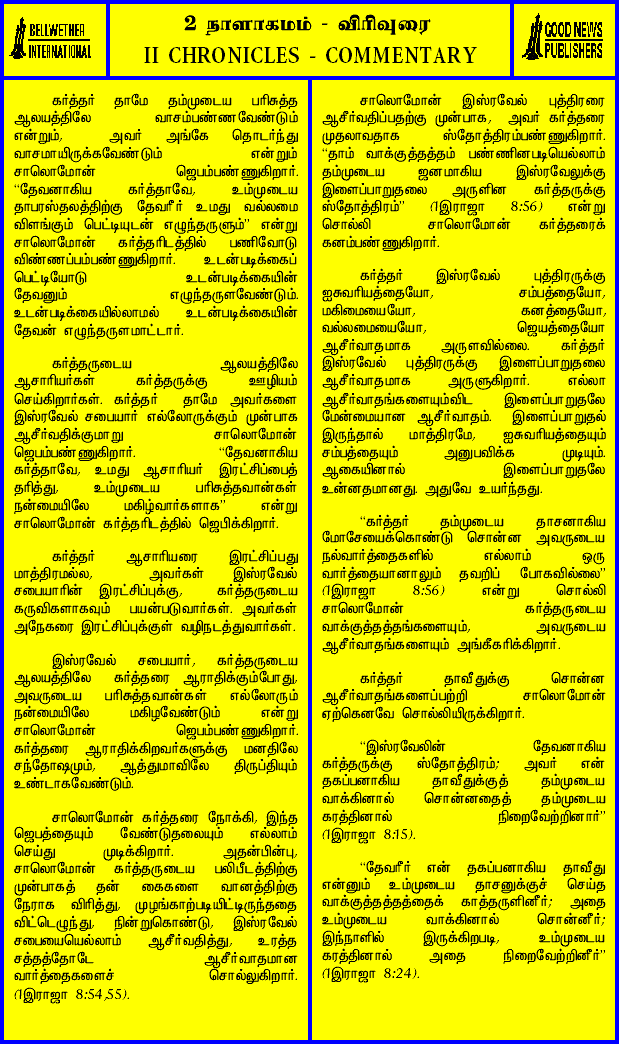 BELLWETHER
INTERNATIONAL
2 நாளாகமம் - விரிவுரை
II CHRONICLES - COMMENTARY
GOOD NEWS
PUBLISHERS
கர்த்தர் தாமே தம்முடைய பரிசுத்த
ஆலயத்திலே வாசம்பண்ணவேண்டும்
என்றும், அவர் அங்கே தொடர்ந்து
வாசமாயிருக்கவேண்டும் என்றும்
சாலொமோன் ஜெபம்பண்ணுகிறார்.
“தேவனாகிய கர்த்தாவே, உம்முடைய
தாபரஸ்தலத்திற்கு தேவரீர் உமது வல்லமை
விளங்கும் பெட்டியுடன் எழுந்தருளும்” என்று
சாலொமோன் கர்த்தரிடத்தில் பணிவோடு
விண்ணப்பம்பண்ணுகிறார். உடன்படிக்கைப்
பெட்டியோடு உடன்படிக்கையின்
தேவனும் எழுந்தருளவேண்டும்.
உடன்படிக்கையில்லாமல் உடன்படிக்கையின்
தேவன் எழுந்தருளமாட்டார்.
கர்த்தருடைய ஆலயத்திலே
ஆசாரியர்கள் கர்த்தருக்கு ஊழியம்
செய்கிறார்கள். கர்த்தர் தாமே அவர்களை
இஸ்ரவேல் சபையார் எல்லோருக்கும் முன்பாக
ஆசீர்வதிக்குமாறு சாலொமோன்
ஜெபம்பண்ணுகிறார். “தேவனாகிய
கர்த்தாவே, உமது ஆசாரியர் இரட்சிப்பைத்
தரித்து, உம்முடைய பரிசுத்தவான்கள்
நன்மையிலே மகிழ்வார்களாக” என்று
சாலொமோன் கர்த்தரிடத்தில் ஜெபிக்கிறார்.
கர்த்தர் ஆசாரியரை இரட்சிப்பது
மாத்திரமல்ல, அவர்கள் இஸ்ரவேல்
சபையாரின் இரட்சிப்புக்கு, கர்த்தருடைய
கருவிகளாகவும் பயன்படுவார்கள். அவர்கள்
அநேகரை இரட்சிப்புக்குள் வழிநடத்துவார்கள்.
இஸ்ரவேல் சபையார், கர்த்தருடைய
ஆலயத்திலே கர்த்தரை ஆராதிக்கும்போது,
அவருடைய பரிசுத்தவான்கள் எல்லோரும்
நன்மையிலே மகிழவேண்டும் என்று
சாலொமோன் ஜெபம்பண்ணுகிறார்.
கர்த்தரை ஆராதிக்கிறவர்களுக்கு மனதிலே
சந்தோஷமும், ஆத்துமாவிலே திருப்தியும்
உண்டாகவேண்டும்.
சாலொமோன் கர்த்தரை நோக்கி, இந்த
ஜெபத்தையும் வேண்டுதலையும் எல்லாம்
செய்து முடிக்கிறார். அதன்பின்பு,
சாலொமோன் கர்த்தருடைய பலிபீடத்திற்கு
முன்பாகத் தன் கைகளை வானத்திற்கு
நேராக விரித்து, முழங்காற்படியிட்டிருந்ததை
விட்டெழுந்து, நின்றுகொண்டு, இஸ்ரவேல்
சபையையெல்லாம் ஆசீர்வதித்து, உரத்த
சத்தத்தோடே ஆசீர்வாதமான
வார்த்தைகளைச் சொல்லுகிறார்.
(1இராஜா 8:54,55).
சாலொமோன் இஸ்ரவேல் புத்திரரை
ஆசீர்வதிப்பதற்கு முன்பாக, அவர் கர்த்தரை
முதலாவதாக ஸ்தோத்திரம்பண்ணுகிறார்.
“தாம் வாக்குத்தத்தம் பண்ணினபடியெல்லாம்
தம்முடைய ஜனமாகிய இஸ்ரவேலுக்கு
இளைப்பாறுதலை அருளின கர்த்தருக்கு
ஸ்தோத்திரம்” (1இராஜா 8:56) என்று
சொல்லி சாலொமோன் கர்த்தரைக்
கனம்பண்ணுகிறார்.
கர்த்தர் இஸ்ரவேல் புத்திரருக்கு
ஐசுவரியத்தையோ, சம்பத்தையோ,
மகிமையையோ, கனத்தையோ,
வல்லமையையோ, ஜெயத்தையோ
ஆசீர்வாதமாக அருளவில்லை. கர்த்தர்
இஸ்ரவேல் புத்திரருக்கு இளைப்பாறுதலை
ஆசீர்வாதமாக அருளுகிறார். எல்லா
ஆசீர்வாதங்களையும்விட இளைப்பாறுதலே
மேன்மையான ஆசீர்வாதம். இளைப்பாறுதல்
இருந்தால் மாத்திரமே, ஐசுவரியத்தையும்
சம்பத்தையும் அனுபவிக்க முடியும்.
ஆகையினால் இளைப்பாறுதலே
உன்னதமானது. அதுவே உயர்ந்தது.
“கர்த்தர் தம்முடைய தாசனாகிய
மோசேயைக்கொண்டு சொன்ன அவருடைய
நல்வார்த்தைகளில் எல்லாம் ஒரு
வார்த்தையானாலும் தவறிப் போகவில்லை”
(1இராஜா 8:56) என்று சொல்லி
சாலொமோன் கர்த்தருடைய
வாக்குத்தத்தங்களையும், அவருடைய
ஆசீர்வாதங்களையும் அங்கீகரிக்கிறார்.
கர்த்தர் தாவீதுக்கு சொன்ன
ஆசீர்வாதங்களைப்பற்றி சாலொமோன்
ஏற்கெனவே சொல்லியிருக்கிறார்.
“இஸ்ரவேலின் தேவனாகிய
கர்த்தருக்கு ஸ்தோத்திரம்; அவர் என்
தகப்பனாகிய தாவீதுக்குத் தம்முடைய
வாக்கினால் சொன்னதைத் தம்முடைய
கரத்தினால் நிறைவேற்றினார்”
(1இராஜா 8:15).
“தேவரீர் என் தகப்பனாகிய தாவீது
என்னும் உம்முடைய தாசனுக்குச் செய்த
வாக்குத்தத்தத்தைக் காத்தருளினீர்; அதை
உம்முடைய வாக்கினால் சொன்னீர்;
இந்நாளில் இருக்கிறபடி, உம்முடைய
கரத்தினால் அதை நிறைவேற்றினீர்”
(1இராஜா 8:24).